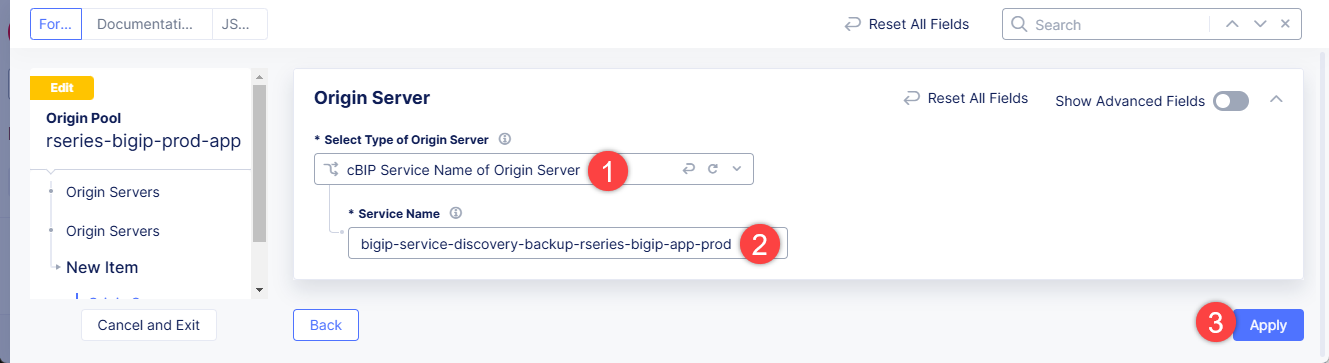 For...
Documentati...
JS...
Reset All Fields
Search
Edit
Origin Pool
rseries-bigip-prod-app
Origin Servers
Origin Servers
New Item
Origin Server
Reset All Fields
Show Advanced Fields
* Select Type of Origin Server
cBIP Service Name of Origin Server
1
* Service Name
bigip-service-discovery-backup-rseries-bigip-app-prod
2
Cancel and Exit
Back
3
Apply